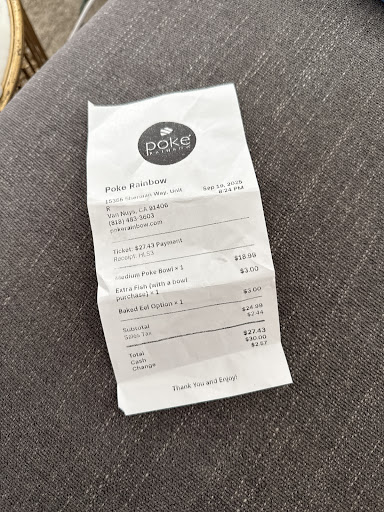 poke
RAINBOW
Poke Rainbow
Sherman Way, Unit
R
Van Nuys, CA 91406
(818) 483-3603
pokerainbow.com
Sep 19, 2025
6:24 PM
Ticket: $27.43 Payment
Receipt:
Medium Poke Bowl × 1 $18.99
Extra Fish (with a bowl
purchase) × 1 $3.00
Baked Eel Option × 1 $3.00
Subtotal $24.99
Sales Tax $2.44
Total $27.43
Cash $30.00
Change $2.57
Thank You and Enjoy!